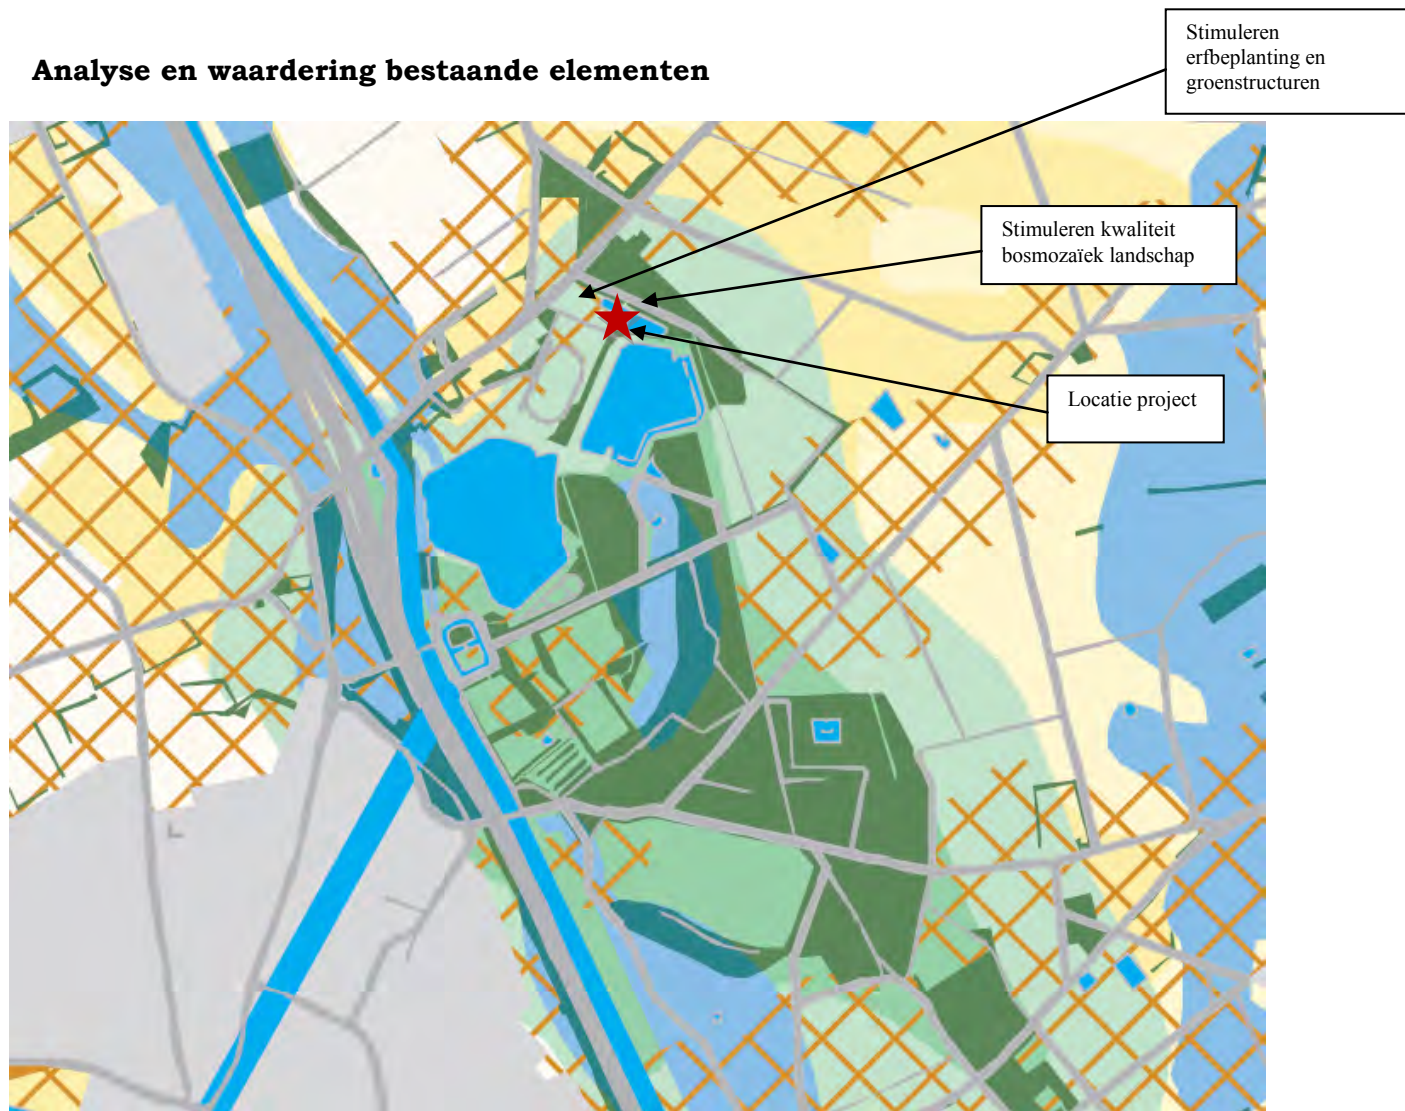 Analyse en waardering bestaande elementen
Stimuleren
erfbeplanting en
groenstructuren
Stimuleren kwaliteit
bosmozaïek landschap
Locatie project